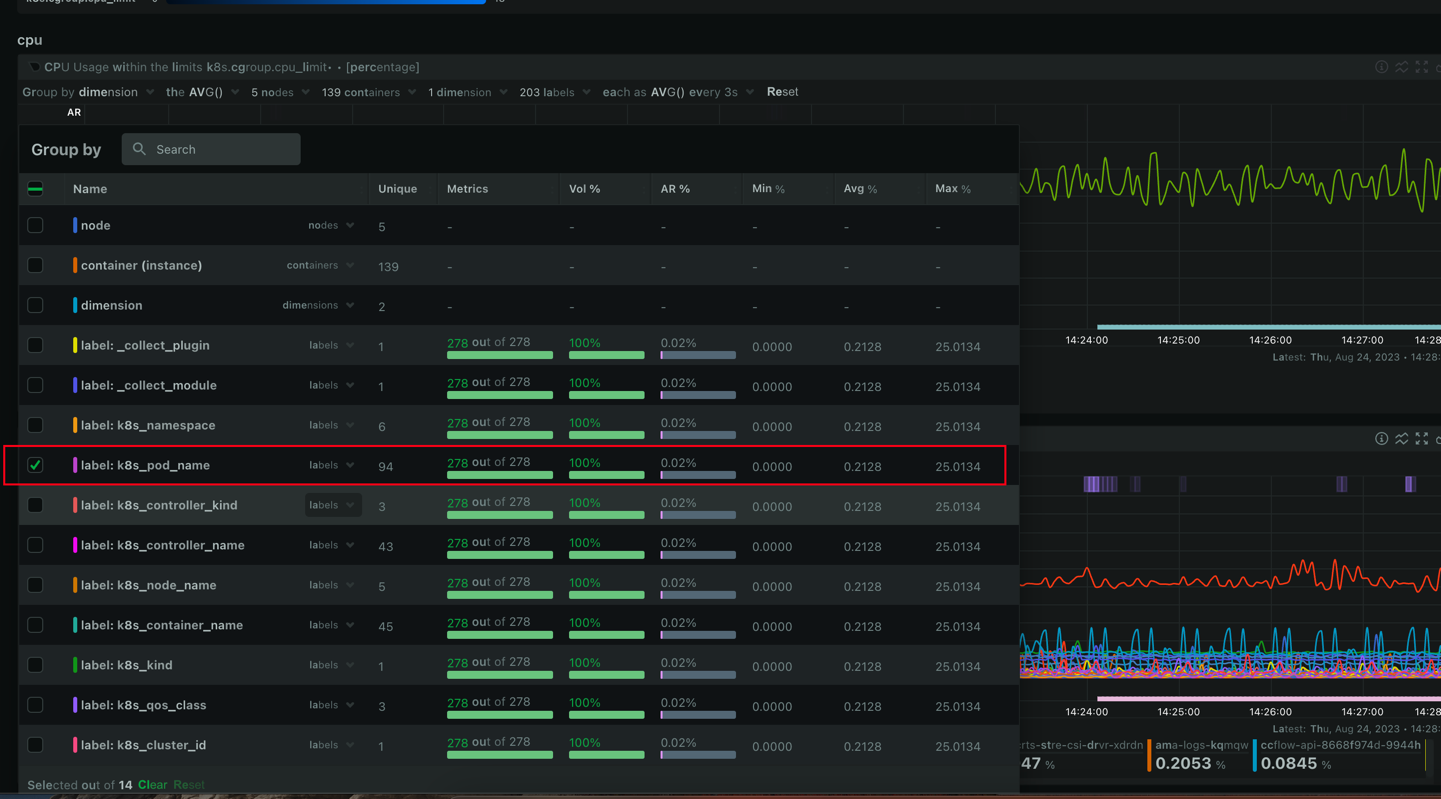 k8s.cgroup.cpu_limit
cpu
CPU Usage within the limits k8s.cgroup.cpu_limit• • [percentage]
Group by dimension the AVG() 5 nodes 139 containers 1 dimension 203 labels each as AVG() every 3s Reset
AR
Group by Search
Name Unique Metrics Vol % AR % Min % Avg % Max %
node nodes 5 - - - - - -
container (instance) containers 139 - - - - - -
dimension dimensions 2 - - - - - -
label: _collect_plugin labels 1 278 out of 278 100% 0.02% 0.0000 0.2128 25.0134
label: _collect_module labels 1 278 out of 278 100% 0.02% 0.0000 0.2128 25.0134
label: k8s_namespace labels 6 278 out of 278 100% 0.02% 0.0000 0.2128 25.0134
label: k8s_pod_name labels 94 278 out of 278 100% 0.02% 0.0000 0.2128 25.0134
label: k8s_controller_kind labels 3 278 out of 278 100% 0.02% 0.0000 0.2128 25.0134
label: k8s_controller_name labels 43 278 out of 278 100% 0.02% 0.0000 0.2128 25.0134
label: k8s_node_name labels 5 278 out of 278 100% 0.02% 0.0000 0.2128 25.0134
label: k8s_container_name labels 45 278 out of 278 100% 0.02% 0.0000 0.2128 25.0134
label: k8s_kind labels 1 278 out of 278 100% 0.02% 0.0000 0.2128 25.0134
label: k8s_qos_class labels 3 278 out of 278 100% 0.02% 0.0000 0.2128 25.0134
label: k8s_cluster_id labels 1 278 out of 278 100% 0.02% 0.0000 0.2128 25.0134
Selected out of 14 Clear Reset
14:24:00 14:25:00 14:26:00 14:27:00 14:28
Latest: Thu, Aug 24, 2023 • 14:28:
14:24:00 14:25:00 14:26:00 14:27:00 14:28
Latest: Thu, Aug 24, 2023 • 14:28:
rts-stre-csi-drvr-xdrdn ama-logs-kqmqw ccflow-api-8668f974d-9944h
47 % 0.2053 % 0.0845 %